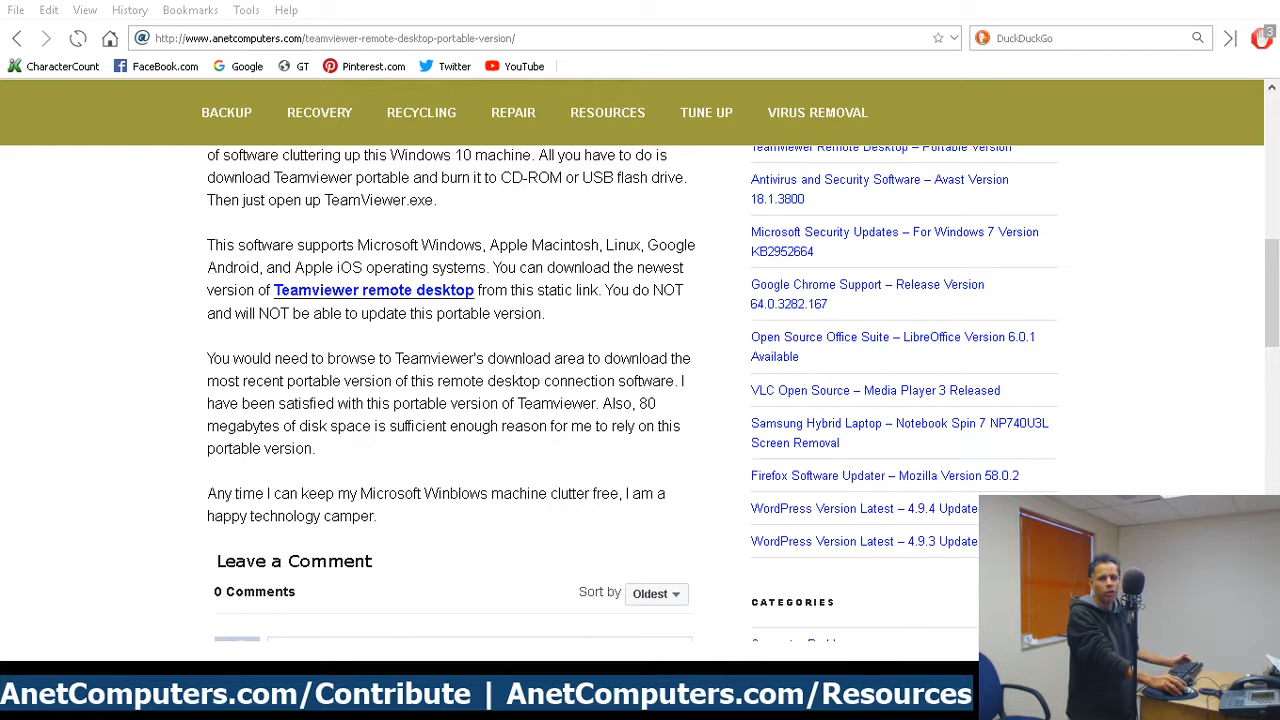 File Edit View History Bookmarks Tools Help
http://www.anetcomputers.com/teamviewer-remote-desktop-portable-version/
DuckDuckGo
3
CharacterCount FaceBook.com Google GT Pinterest.com Twitter YouTube
BACKUP RECOVERY RECYCLING REPAIR RESOURCES TUNE UP VIRUS REMOVAL
of software cluttering up this Windows 10 machine. All you have to do is
download Teamviewer portable and burn it to CD-ROM or USB flash drive.
Then just open up TeamViewer.exe.
This software supports Microsoft Windows, Apple Macintosh, Linux, Google
Android, and Apple iOS operating systems. You can download the newest
version of Teamviewer remote desktop from this static link. You do NOT
and will NOT be able to update this portable version.
You would need to browse to Teamviewer's download area to download the
most recent portable version of this remote desktop connection software. I
have been satisfied with this portable version of Teamviewer. Also, 80
megabytes of disk space is sufficient enough reason for me to rely on this
portable version.
Any time I can keep my Microsoft Winblows machine clutter free, I am a
happy technology camper.
Leave a Comment
0 Comments
Sort by Oldest
Teamviewer Remote Desktop – Portable Version
Antivirus and Security Software – Avast Version
18.1.3800
Microsoft Security Updates – For Windows 7 Version
KB2952664
Google Chrome Support – Release Version
64.0.3282.167
Open Source Office Suite – LibreOffice Version 6.0.1
Available
VLC Open Source – Media Player 3 Released
Samsung Hybrid Laptop – Notebook Spin 7 NP740U3L
Screen Removal
Firefox Software Updater – Mozilla Version 58.0.2
WordPress Version Latest – 4.9.4 Update
WordPress Version Latest – 4.9.3 Update
CATEGORIES
AnetComputers.com/Contribute | AnetComputers.com/Resources